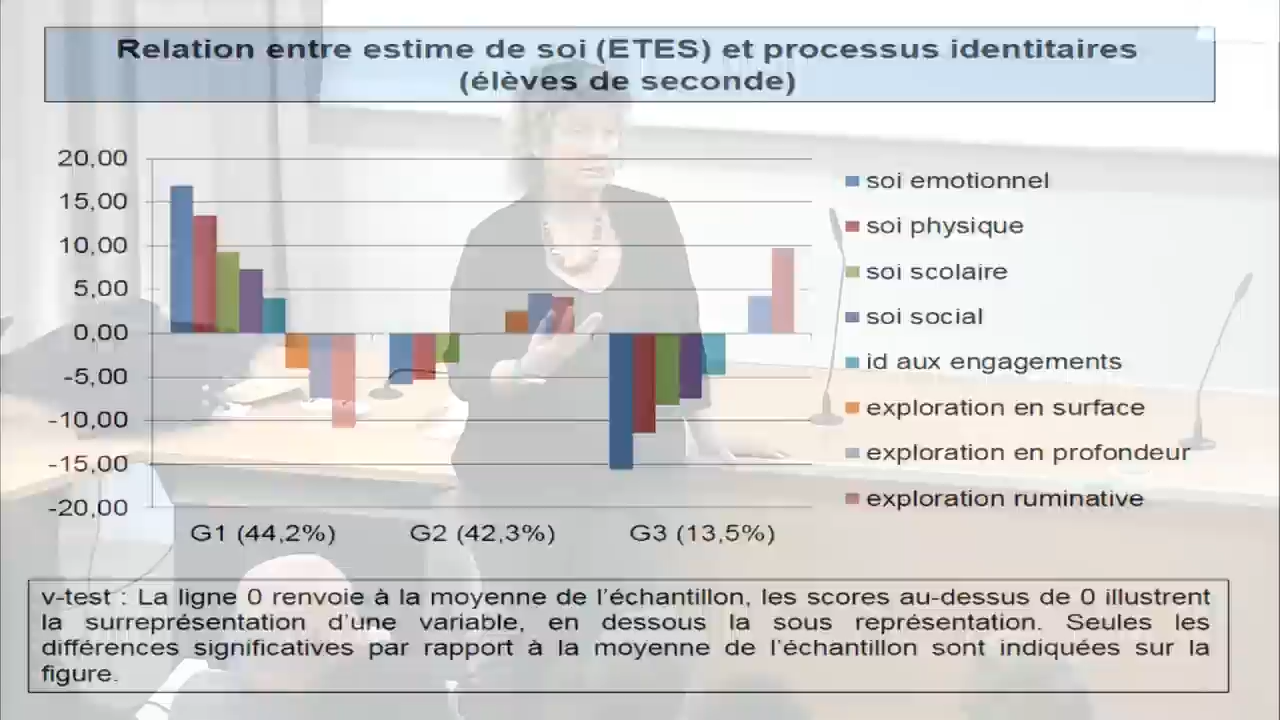 Relation entre estime de soi (ETES) et processus identitaires
(élèves de seconde)
20,00
15,00
10,00
5,00
0,00
-5,00
-10,00
-15,00
-20,00
G1 (44,2%)
G2 (42,3%)
G3 (13,5%)
soi emotionnel
soi physique
soi scolaire
soi social
id aux engagements
exploration en surface
exploration en profondeur
exploration ruminative
v-test : La ligne 0 renvoie à la moyenne de l'échantillon, les scores au-dessus de 0 illustrent
la surreprésentation d'une variable, en dessous la sous représentation. Seules les
différences significatives par rapport à la moyenne de l'échantillon sont indiquées sur la
figure.